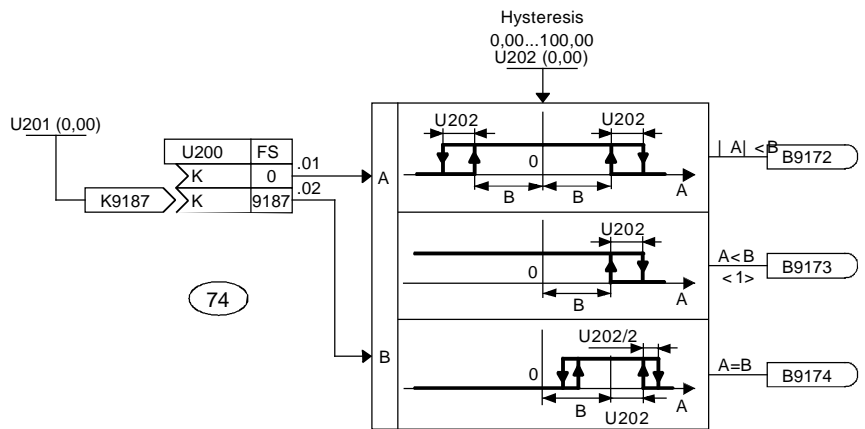 Hysteresis
0,00...100,00
U202 (0,00)
U201 (0,00)
U200 FS
K 0 .01
K9187 K 9187 .02
74
A
B
U202 U202
0
B B A
| A| <B
B9172
U202
0
B A
A<B
<1>
B9173
U202/2
0
B U202 A
A=B
B9174